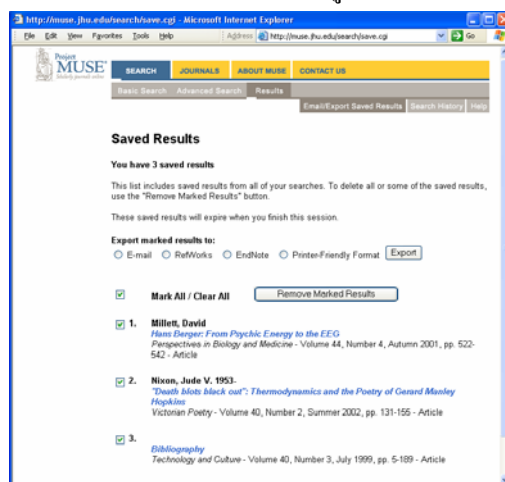 http://muse.jhu.edu/search/save.cgi - Microsoft Internet Explorer
File Edit View Favorites Tools Help Address http://muse.jhu.edu/search/save.cgi Go
Project
MUSE
Scholarly journals online
SEARCH JOURNALS ABOUT MUSE CONTACT US
Basic Search Advanced Search Results
Email/Export Saved Results Search History Help
Saved Results
You have 3 saved results
This list includes saved results from all of your searches. To delete all or some of the saved results,
use the "Remove Marked Results" button.
These saved results will expire when you finish this session.
Export marked results to:
E-mail RefWorks EndNote Printer-Friendly Format Export
Mark All / Clear All Remove Marked Results
1. Millett, David
Hans Berger: From Psychic Energy to the EEG
Perspectives in Biology and Medicine - Volume 44, Number 4, Autumn 2001, pp. 522-
542 - Article
2. Nixon, Jude V. 1953-
"Death blots black out": Thermodynamics and the Poetry of Gerard Manley
Hopkins
Victorian Poetry - Volume 40, Number 2, Summer 2002, pp. 131-155 - Article
3.
Bibliography
Technology and Culture - Volume 40, Number 3, July 1999, pp. 5-189 - Article